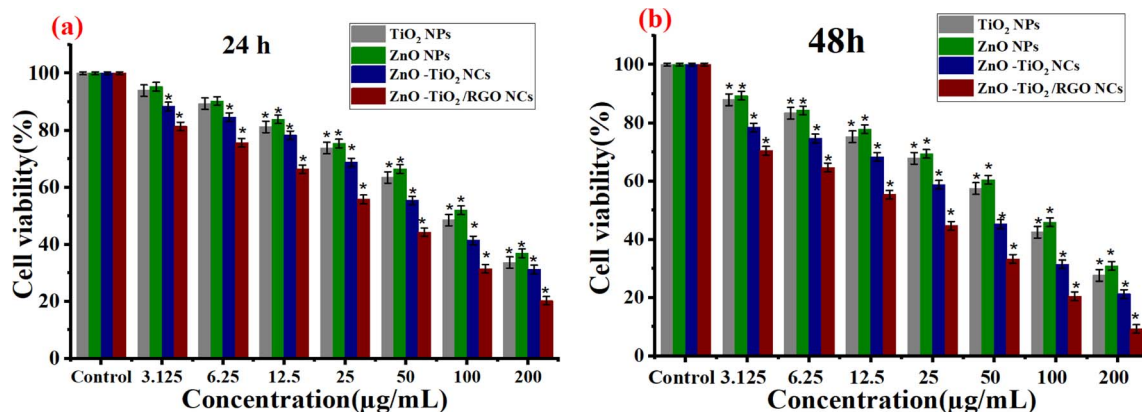 (a)
24 h
TiO₂ NPs
ZnO NPs
ZnO -TiO₂ NCs
ZnO -TiO₂ /RGO NCs
Cell viability(%)
100
80
60
40
20
0
* * * * * * * * * * * * * * * * * * * * * * * *
Control 3.125 6.25 12.5 25 50 100 200
Concentration(µg/mL)
(b)
48h
TiO₂ NPs
ZnO NPs
ZnO -TiO₂ NCs
ZnO -TiO₂ /RGO NCs
Cell viability(%)
100
80
60
40
20
0
* * * * * * * * * * * * * * * * * * * * * * * * * * * *
Control 3.125 6.25 12.5 25 50 100 200
Concentration(µg/mL)